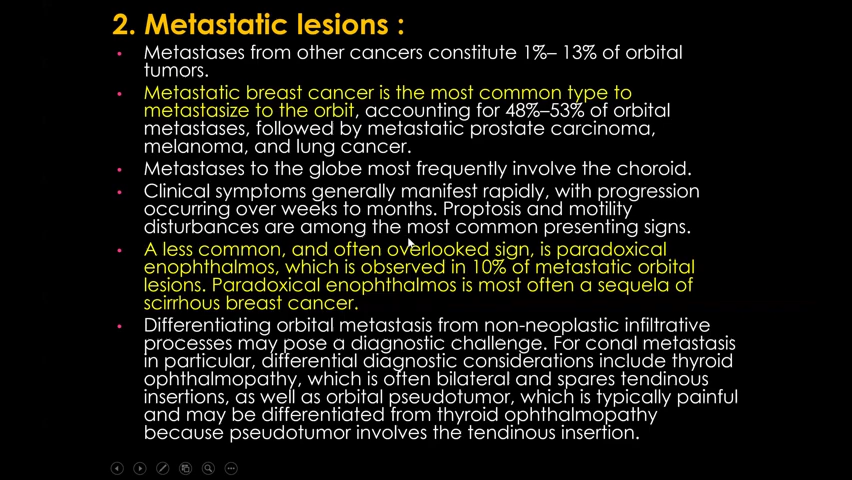 2. Metastatic lesions :
• Metastases from other cancers constitute 1%– 13% of orbital
tumors.
• Metastatic breast cancer is the most common type to
metastasize to the orbit, accounting for 48%–53% of orbital
metastases, followed by metastatic prostate carcinoma,
melanoma, and lung cancer.
• Metastases to the globe most frequently involve the choroid.
• Clinical symptoms generally manifest rapidly, with progression
occurring over weeks to months. Proptosis and motility
disturbances are among the most common presenting signs.
• A less common, and often overlooked sign, is paradoxical
enophthalmos, which is observed in 10% of metastatic orbital
lesions. Paradoxical enophthalmos is most often a sequela of
scirrhous breast cancer.
• Differentiating orbital metastasis from non-neoplastic infiltrative
processes may pose a diagnostic challenge. For conal metastasis
in particular, differential diagnostic considerations include thyroid
ophthalmopathy, which is often bilateral and spares tendinous
insertions, as well as orbital pseudotumor, which is typically painful
and may be differentiated from thyroid ophthalmopathy
because pseudotumor involves the tendinous insertion.